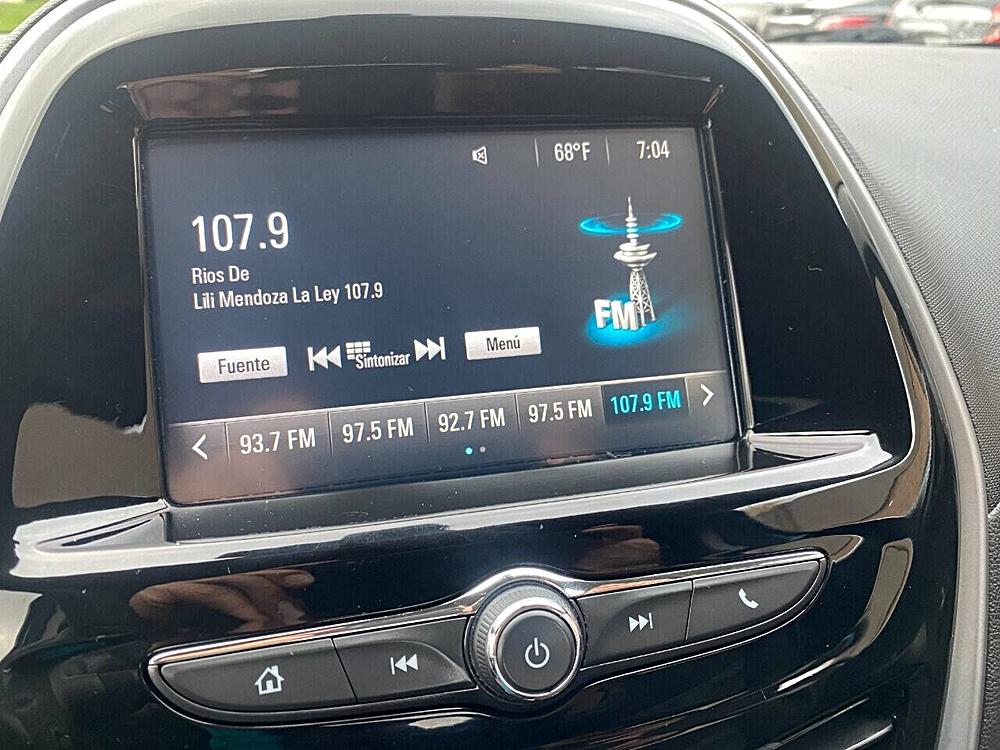 68°F 7:04
107.9
Rios De
Lili Mendoza La Ley 107.9
FM
Fuente Sintonizar Menú
93.7 FM 97.5 FM 92.7 FM 97.5 FM 107.9 FM